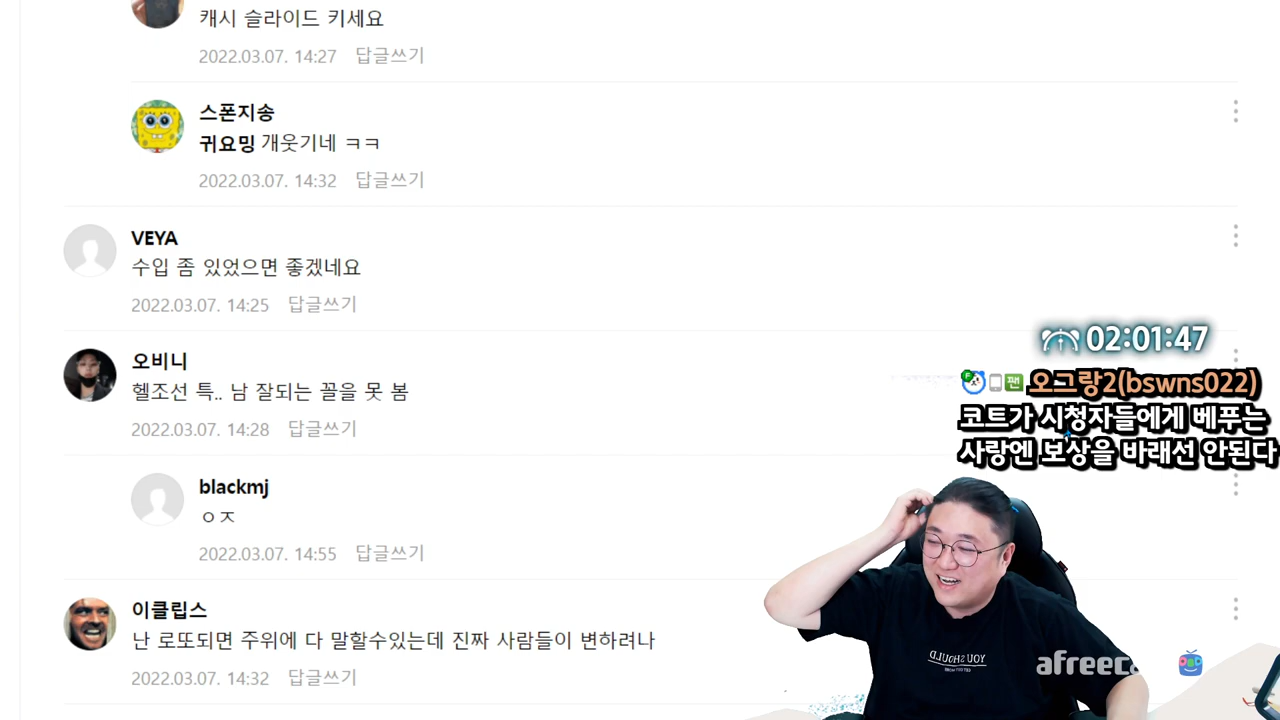 캐시 슬라이드 키세요
2022.03.07. 14:27 답글쓰기
스폰지송
귀요밍 개웃기네 ㅋㅋ
2022.03.07. 14:32 답글쓰기
VEYA
수입 좀 있었으면 좋겠네요
2022.03.07. 14:25 답글쓰기
오비니
헬조선 특.. 남 잘되는 꼴을 못 봄
2022.03.07. 14:28 답글쓰기
blackmj
ㅇㅈ
2022.03.07. 14:55 답글쓰기
이클립스
난 로또되면 주위에 다 말할수있는데 진짜 사람들이 변하려나
2022.03.07. 14:32 답글쓰기
02:01:47
F 팬 오그랑2(bswns022)
코트가 시청자들에게 베푸는
사랑엔 보상을 바래선 안된다
YOU SHOULD
afreeca